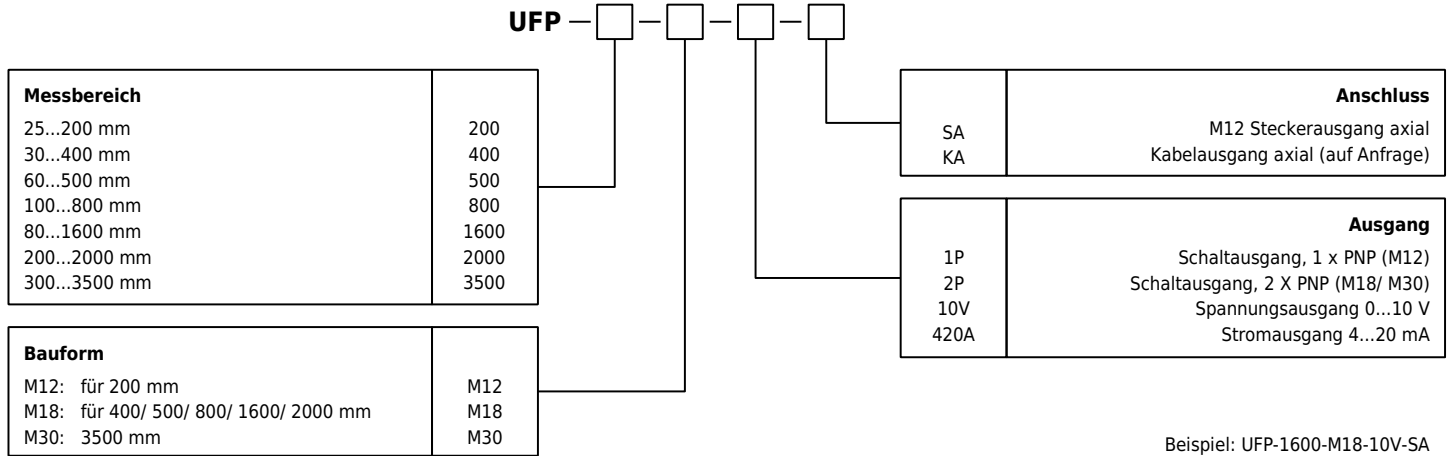 UFP – – – –
Messbereich
25...200 mm 200
30...400 mm 400
60...500 mm 500
100...800 mm 800
80...1600 mm 1600
200...2000 mm 2000
300...3500 mm 3500
Bauform
M12: für 200 mm M12
M18: für 400/ 500/ 800/ 1600/ 2000 mm M18
M30: 3500 mm M30
Anschluss
SA M12 Steckerausgang axial
KA Kabelausgang axial (auf Anfrage)
Ausgang
1P Schaltausgang, 1 x PNP (M12)
2P Schaltausgang, 2 X PNP (M18/ M30)
10V Spannungsausgang 0...10 V
420A Stromausgang 4...20 mA
Beispiel: UFP-1600-M18-10V-SA